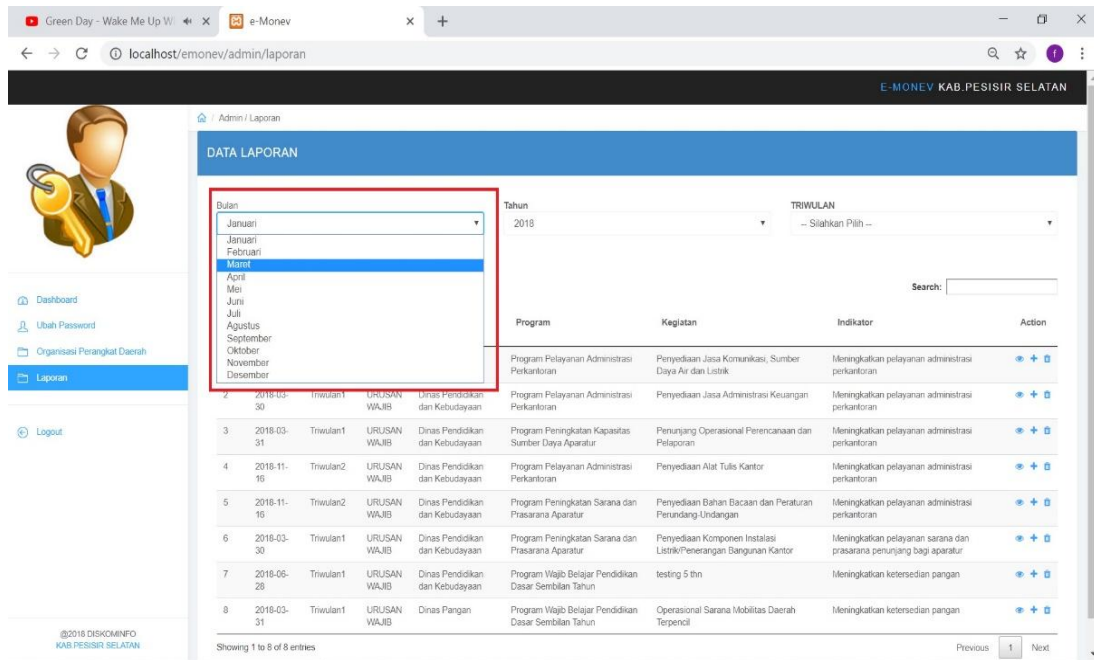 Green Day - Wake Me Up W
e-Monev
localhost/emonev/admin/laporan
f
E-MONEV KAB.PESISIR SELATAN
/ Admin / Laporan
DATA LAPORAN
Bulan
Tahun
TRIWULAN
Januari
2018
-- Silahkan Pilih --
Januari
Februari
Maret
April
Mei
Juni
Juli
Agustus
September
Oktober
November
Desember
Dashboard
Ubah Password
Organisasi Perangkat Daerah
Laporan
Logout
Search:
Program Kegiatan Indikator Action
Program Pelayanan Administrasi Penyediaan Jasa Komunikasi, Sumber Meningkatkan pelayanan administrasi
Perkantoran Daya Air dan Listrik perkantoran
2 2018-03- Triwulan1 URUSAN Dinas Pendidikan Program Pelayanan Administrasi Penyediaan Jasa Administrasi Keuangan Meningkatkan pelayanan administrasi
30 WAJIB dan Kebudayaan Perkantoran perkantoran
3 2018-03- Triwulan1 URUSAN Dinas Pendidikan Program Peningkatan Kapasitas Penunjang Operasional Perencanaan dan Meningkatkan pelayanan administrasi
31 WAJIB dan Kebudayaan Sumber Daya Aparatur Pelaporan perkantoran
4 2018-11- Triwulan2 URUSAN Dinas Pendidikan Program Pelayanan Administrasi Penyediaan Alat Tulis Kantor Meningkatkan pelayanan administrasi
16 WAJIB dan Kebudayaan Perkantoran perkantoran
5 2018-11- Triwulan2 URUSAN Dinas Pendidikan Program Peningkatan Sarana dan Penyediaan Bahan Bacaan dan Peraturan Meningkatkan pelayanan administrasi
16 WAJIB dan Kebudayaan Prasarana Aparatur Perundang-Undangan perkantoran
6 2018-03- Triwulan1 URUSAN Dinas Pendidikan Program Peningkatan Sarana dan Penyediaan Komponen Instalasi Meningkatkan pelayanan sarana dan
30 WAJIB dan Kebudayaan Prasarana Aparatur Listrik/Penerangan Bangunan Kantor prasarana penunjang bagi aparatur
7 2018-06- Triwulan1 URUSAN Dinas Pendidikan Program Wajib Belajar Pendidikan testing 5 thn Meningkatkan ketersedian pangan
28 WAJIB dan Kebudayaan Dasar Sembilan Tahun
8 2018-03- Triwulan1 URUSAN Dinas Pangan Program Wajib Belajar Pendidikan Operasional Sarana Mobilitas Daerah Meningkatkan ketersedian pangan
31 WAJIB Dasar Sembilan Tahun Terpencil
Showing 1 to 8 of 8 entries
Previous 1 Next
@2018 DISKOMINFO
KAB.PESISIR SELATAN